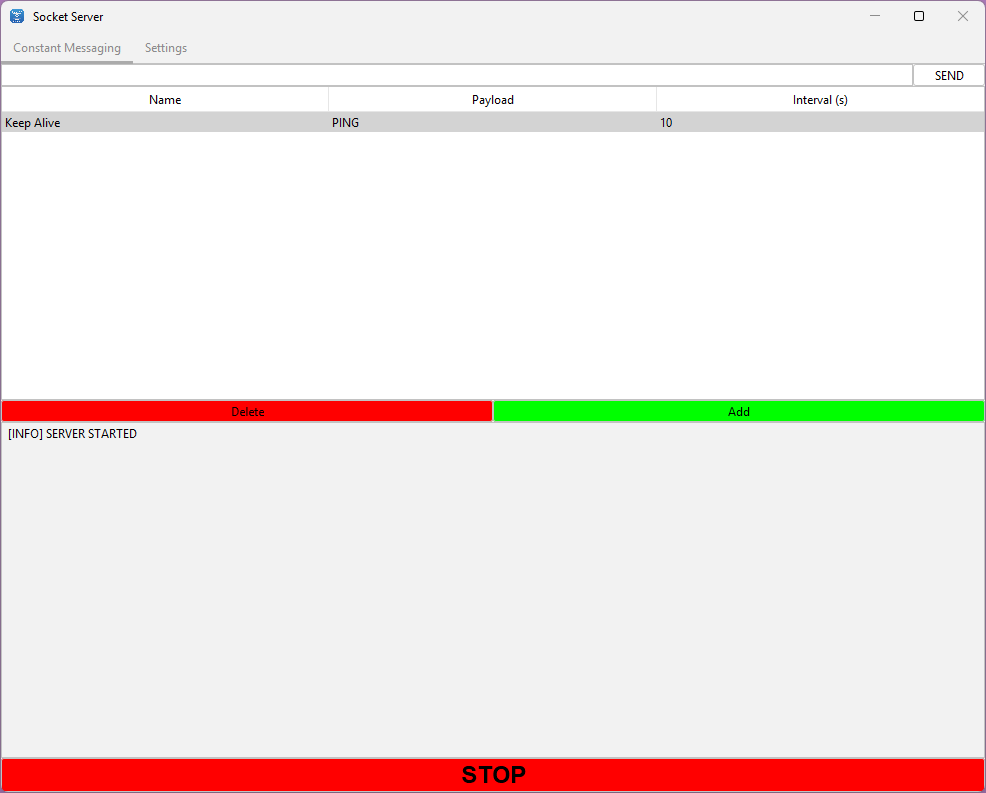 Socket Server
Constant Messaging Settings
SEND
Name Payload Interval (s)
Keep Alive PING 10
Delete Add
[INFO] SERVER STARTED
STOP